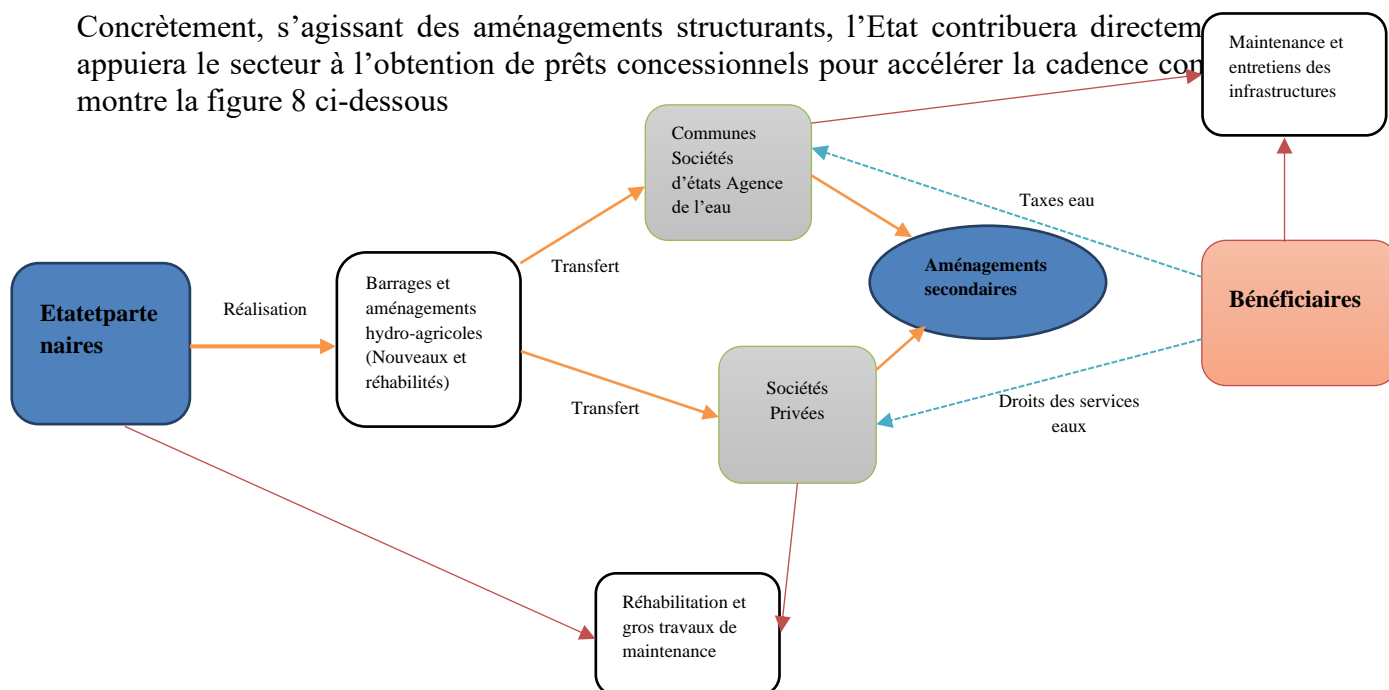 Concrètement, s’agissant des aménagements structurants, l’Etat contribuera
appuiera le secteur à l’obtention de prêts concessionnels pour accélérer la cadence
montre la figure 8 ci-dessous
Maintenance et
entretiens des
infrastructures
Communes
Sociétés
d’états Agence
de l’eau
Taxes eau
Transfert
Aménagements
secondaires
Bénéficiaires
Etatetparte
naires
Réalisation
Barrages et
aménagements
hydro-agricoles
(Nouveaux et
réhabilités)
Transfert
Sociétés
Privées
Droits des services
eaux
Réhabilitation et
gros travaux de
maintenance